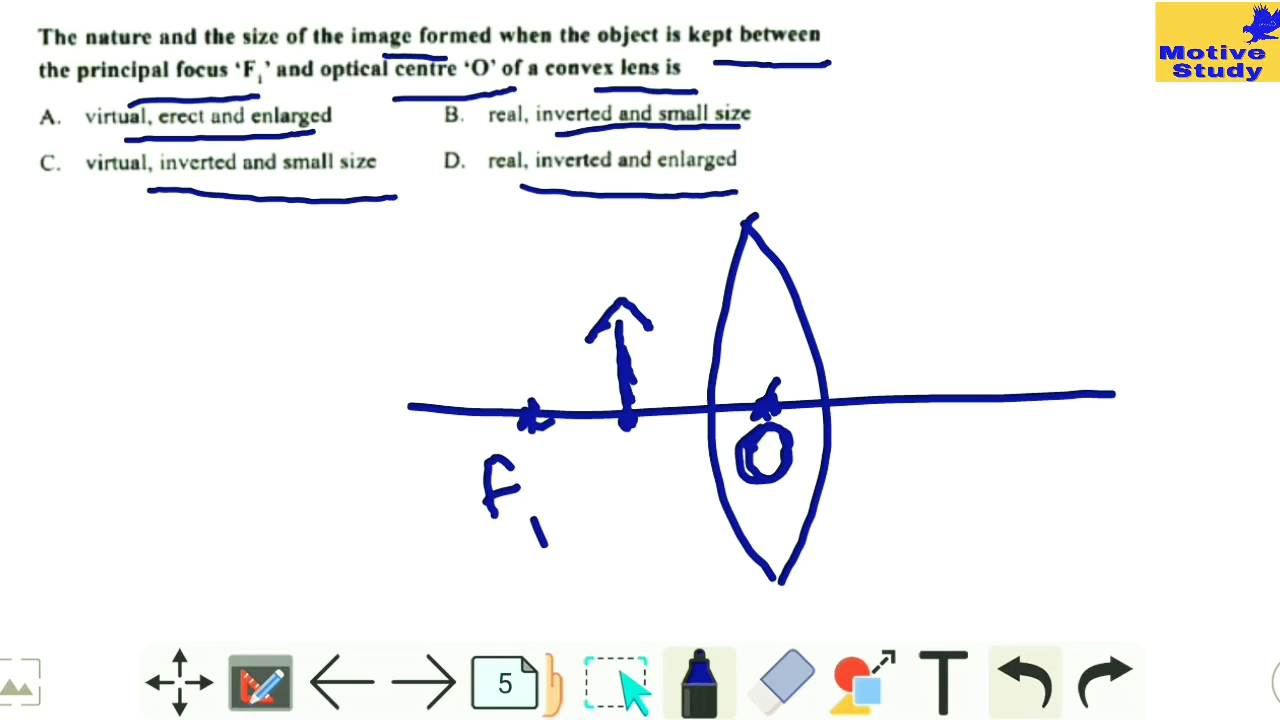 The nature and the size of the image formed when the object is kept between
the principal focus 'F₁' and optical centre 'O' of a convex lens is
A. virtual, erect and enlarged B. real, inverted and small size
C. virtual, inverted and small size D. real, inverted and enlarged
Motive
Study
O
F₁
5
T